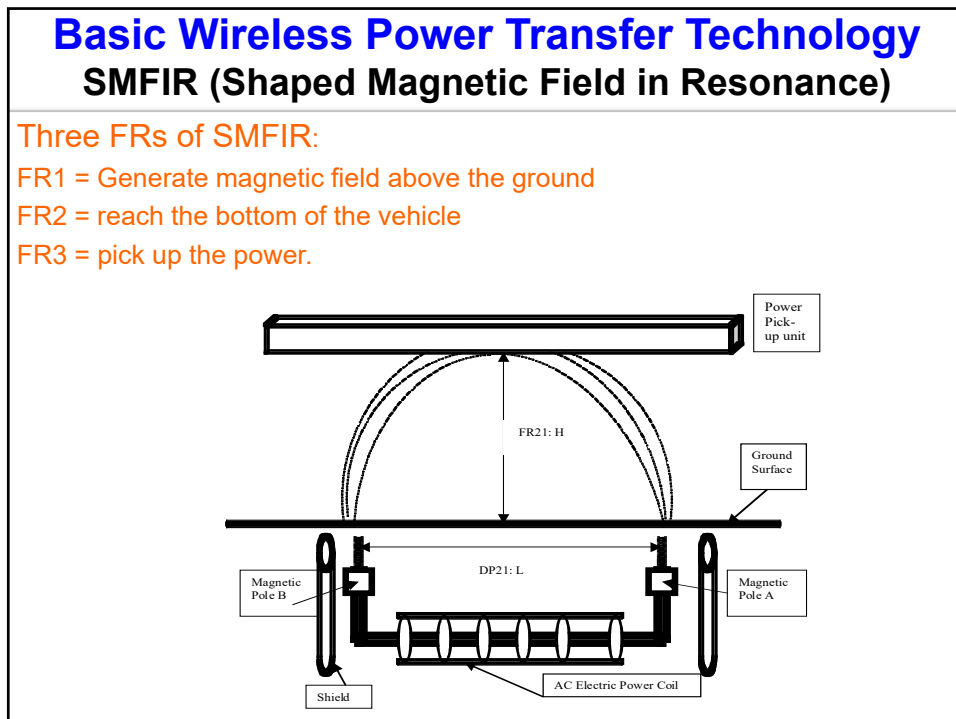 Basic Wireless Power Transfer Technology
SMFIR (Shaped Magnetic Field in Resonance)
Three FRs of SMFIR:
FR1 = Generate magnetic field above the ground
FR2 = reach the bottom of the vehicle
FR3 = pick up the power.
Power
Pick-
up unit
FR21: H
Ground
Surface
DP21: L
Magnetic
Pole B
Magnetic
Pole A
AC Electric Power Coil
Shield